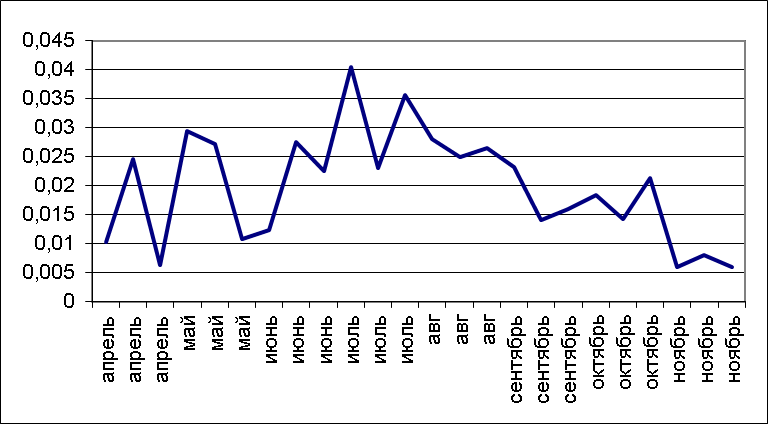 0,045
0,04
0,035
0,03
0,025
0,02
0,015
0,01
0,005
0
апрель
апрель
апрель
май
май
май
июнь
июнь
июнь
июль
июль
июль
авг
авг
авг
сентябрь
сентябрь
сентябрь
октябрь
октябрь
октябрь
ноябрь
ноябрь
ноябрь